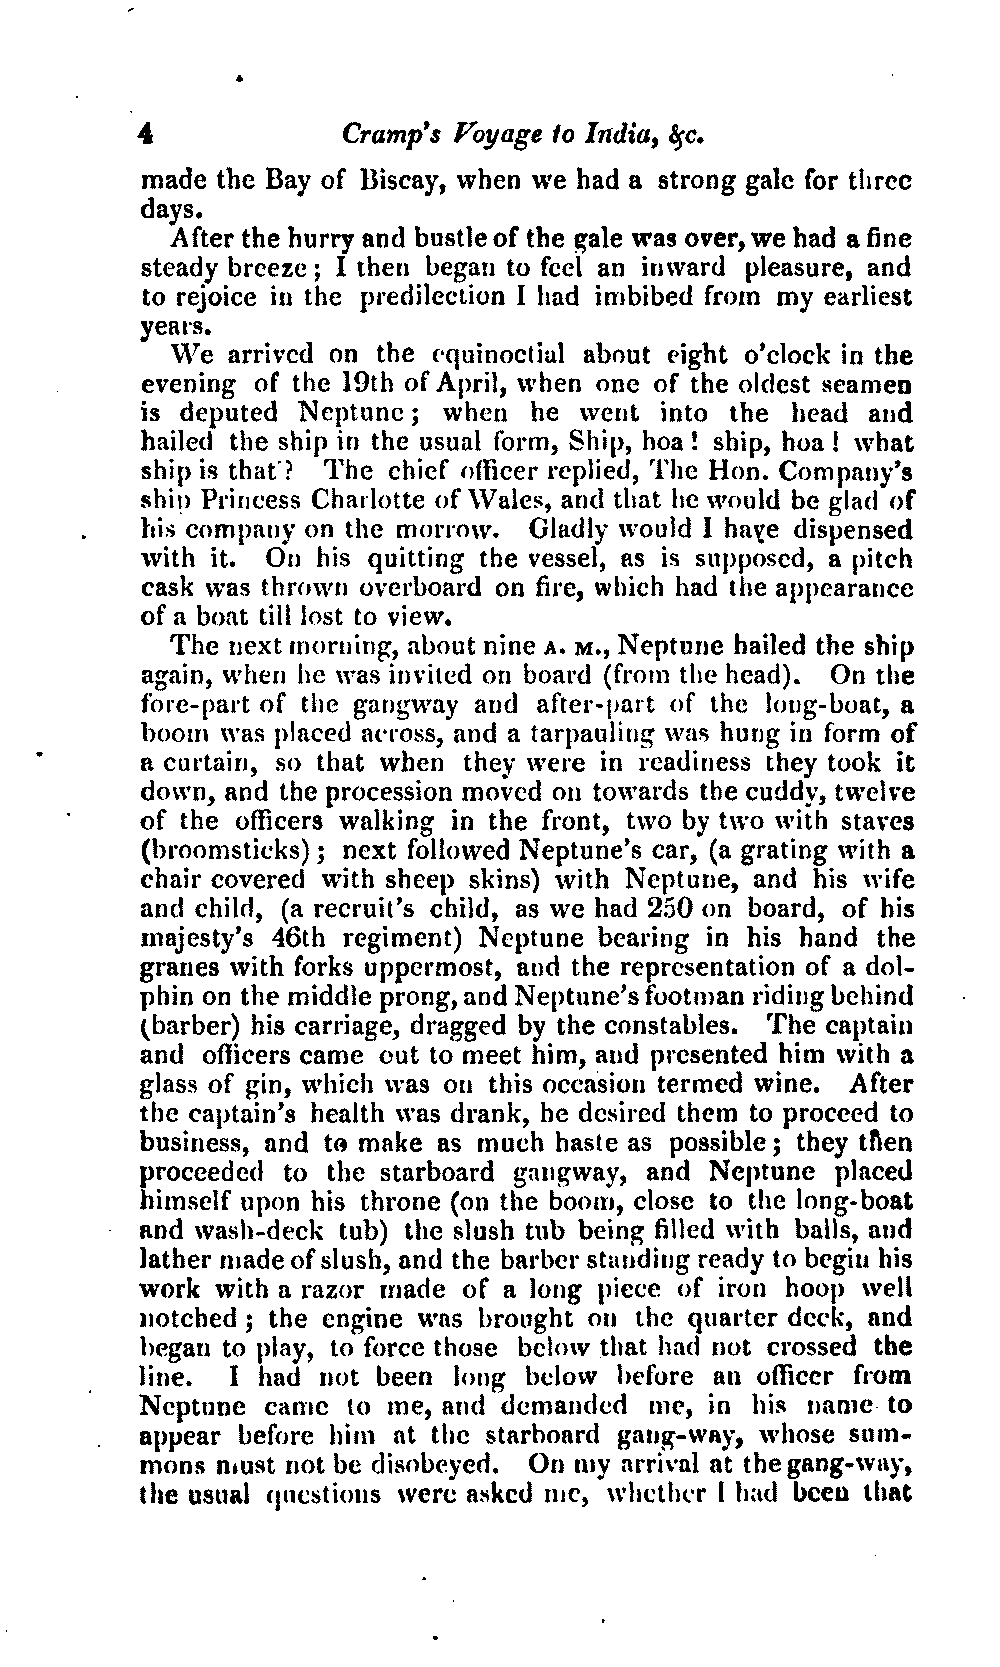 4 Cramp's Voyage to India, &c.
made the Bay of Biscay, when we had a strong gale for three
days.
After the hurry and bustle of the gale was over, we had a fine
steady breeze; I then began to feel an inward pleasure, and
to rejoice in the predilection I had imbibed from my earliest
years.
We arrived on the equinoctial about eight o'clock in the
evening of the 19th of April, when one of the oldest seamen
is deputed Neptune; when he went into the head and
hailed the ship in the usual form, Ship, hoa! ship, hoa! what
ship is that? The chief officer replied, The Hon. Company's
ship Princess Charlotte of Wales, and that he would be glad of
his company on the morrow. Gladly would I have dispensed
with it. On his quitting the vessel, as is supposed, a pitch
cask was thrown overboard on fire, which had the appearance
of a boat till lost to view.
The next morning, about nine A. M., Neptune hailed the ship
again, when he was invited on board (from the head). On the
fore-part of the gangway and after-part of the long-boat, a
boom was placed across, and a tarpauling was hung in form of
a curtain, so that when they were in readiness they took it
down, and the procession moved on towards the cuddy, twelve
of the officers walking in the front, two by two with staves
(broomsticks); next followed Neptune's car, (a grating with a
chair covered with sheep skins) with Neptune, and his wife
and child, (a recruit's child, as we had 250 on board, of his
majesty's 46th regiment) Neptune bearing in his hand the
granes with forks uppermost, and the representation of a dol-
phin on the middle prong, and Neptune's footman riding behind
(barber) his carriage, dragged by the constables. The captain
and officers came out to meet him, and presented him with a
glass of gin, which was on this occasion termed wine. After
the captain's health was drank, he desired them to proceed to
business, and to make as much haste as possible; they then
proceeded to the starboard gangway, and Neptune placed
himself upon his throne (on the boom, close to the long-boat
and wash-deck tub) the slush tub being filled with balls, and
lather made of slush, and the barber standing ready to begin his
work with a razor made of a long piece of iron hoop well
notched; the engine was brought on the quarter deck, and
began to play, to force those below that had not crossed the
line. I had not been long below before an officer from
Neptune came to me, and demanded me, in his name to
appear before him at the starboard gang-way, whose sum-
mons must not be disobeyed. On my arrival at the gang-way,
the usual questions were asked me, whether I had been that